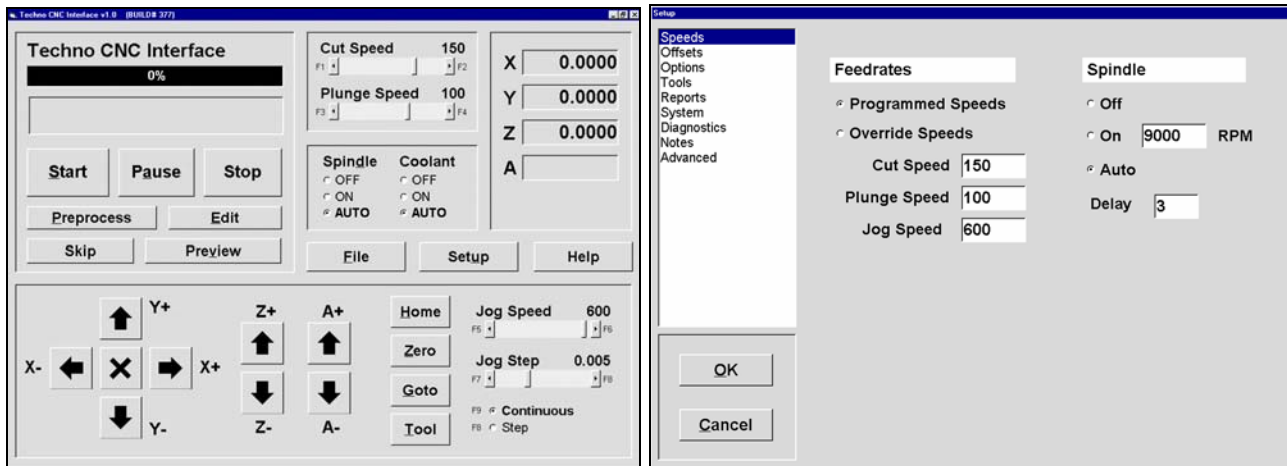 Techno CNC Interface v1.0 (BUILD# 377)
Techno CNC Interface
0%
Start Pause Stop
Preprocess Edit
Skip Preview
Cut Speed 150
F1 F2
Plunge Speed 100
F3 F4
Spindle Coolant
OFF OFF
ON ON
AUTO AUTO
X 0.0000
Y 0.0000
Z 0.0000
A
File Setup Help
Y+
X- X+
Y-
Z+ A+
Z- A-
Home
Zero
Goto
Tool
Jog Speed 600
F5 F6
Jog Step 0.005
F7 F8
F9 Continuous
F8 Step
Setup
Speeds
Offsets
Options
Tools
Reports
System
Diagnostics
Notes
Advanced
OK
Cancel
Feedrates
Programmed Speeds
Override Speeds
Cut Speed 150
Plunge Speed 100
Jog Speed 600
Spindle
Off
On 9000 RPM
Auto
Delay 3